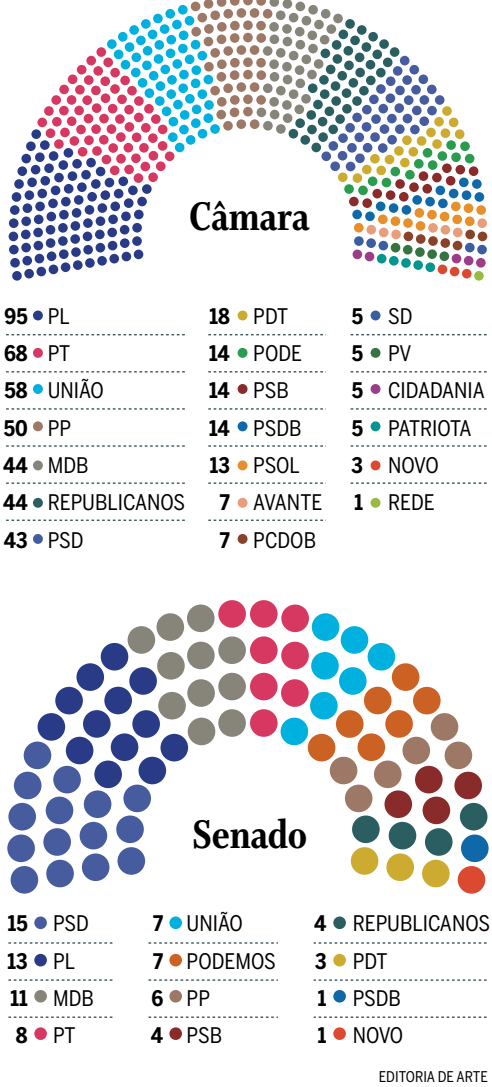 Câmara
95 PL
68 PT
58 UNIÃO
50 PP
44 MDB
44 REPUBLICANOS
43 PSD
18 PDT
14 PODE
14 PSB
14 PSDB
13 PSOL
7 AVANTE
7 PCDOB
5 SD
5 PV
5 CIDADANIA
5 PATRIOTA
3 NOVO
1 REDE
Senado
15 PSD
13 PL
11 MDB
8 PT
7 UNIÃO
7 PODEMOS
6 PP
4 PSB
4 REPUBLICANOS
3 PDT
1 PSDB
1 NOVO
EDITORIA DE ARTE